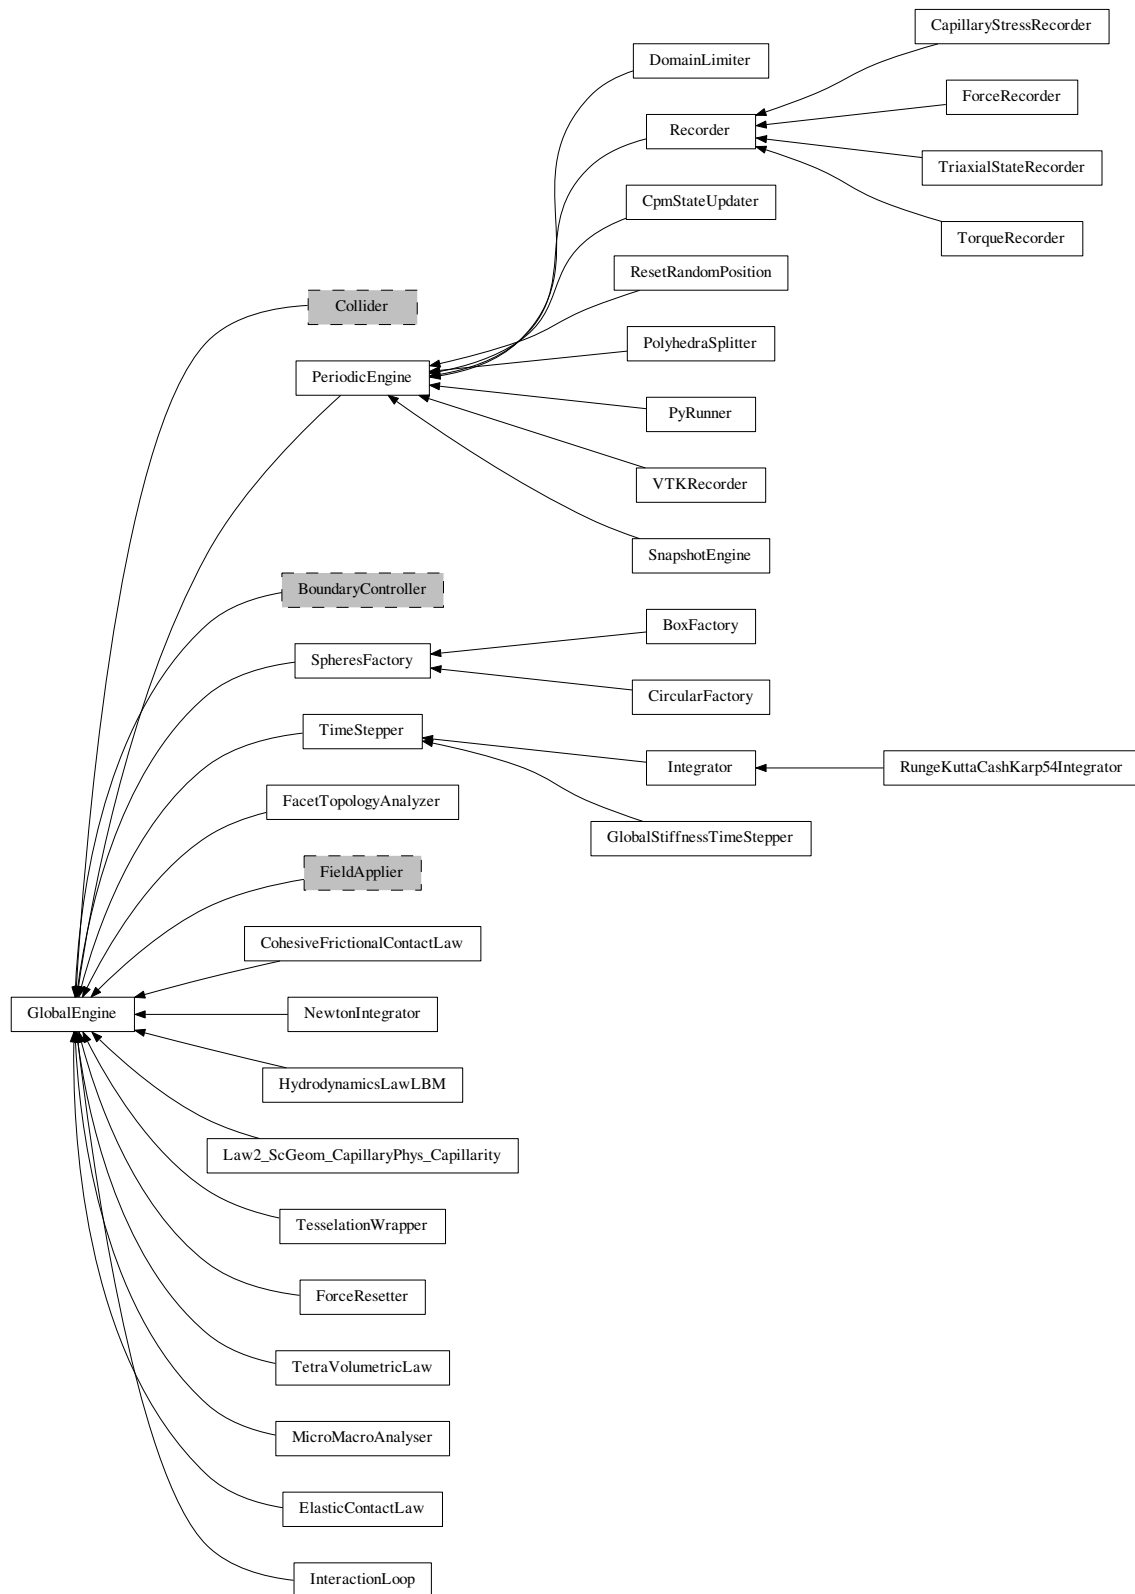 CapillaryStressRecorder
DomainLimiter
ForceRecorder
Recorder
TriaxialStateRecorder
CpmStateUpdater
TorqueRecorder
ResetRandomPosition
Collider
PolyhedraSplitter
PeriodicEngine
PyRunner
VTKRecorder
SnapshotEngine
BoundaryController
BoxFactory
SpheresFactory
CircularFactory
TimeStepper
Integrator
RungeKuttaCashKarp54Integrator
FacetTopologyAnalyzer
GlobalStiffnessTimeStepper
FieldApplier
CohesiveFrictionalContactLaw
GlobalEngine
NewtonIntegrator
HydrodynamicsLawLBM
Law2_ScGeom_CapillaryPhys_Capillarity
TesselationWrapper
ForceResetter
TetraVolumetricLaw
MicroMacroAnalyser
ElasticContactLaw
InteractionLoop